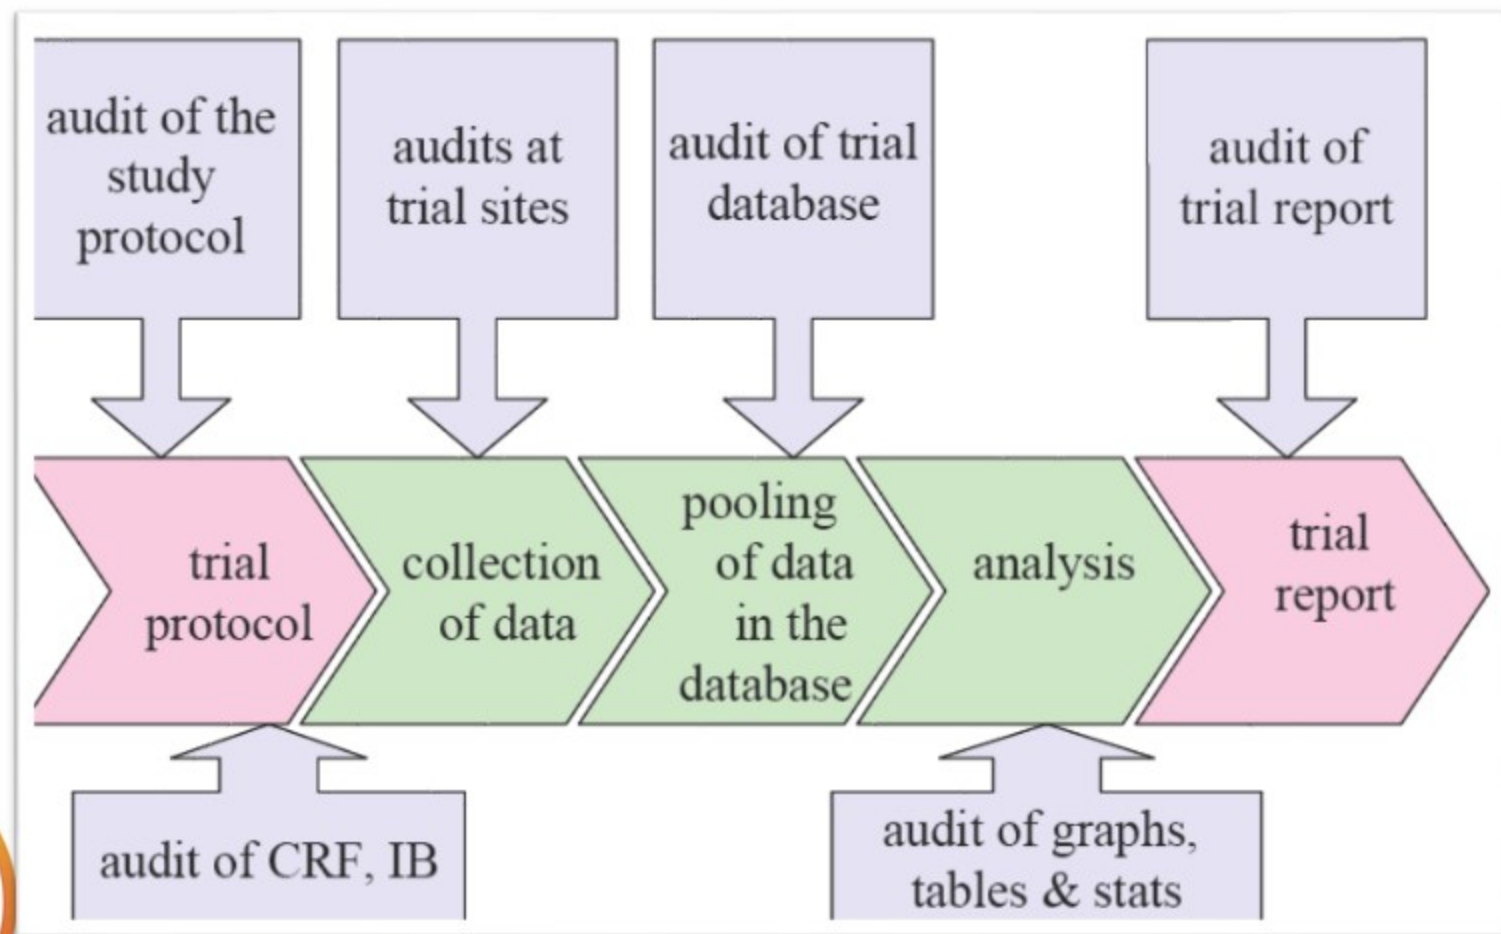 audit of the
study
protocol
audits at
trial sites
audit of trial
database
audit of
trial report
trial
protocol
collection
of data
pooling
of data
in the
database
analysis
trial
report
audit of CRF, IB
audit of graphs,
tables & stats